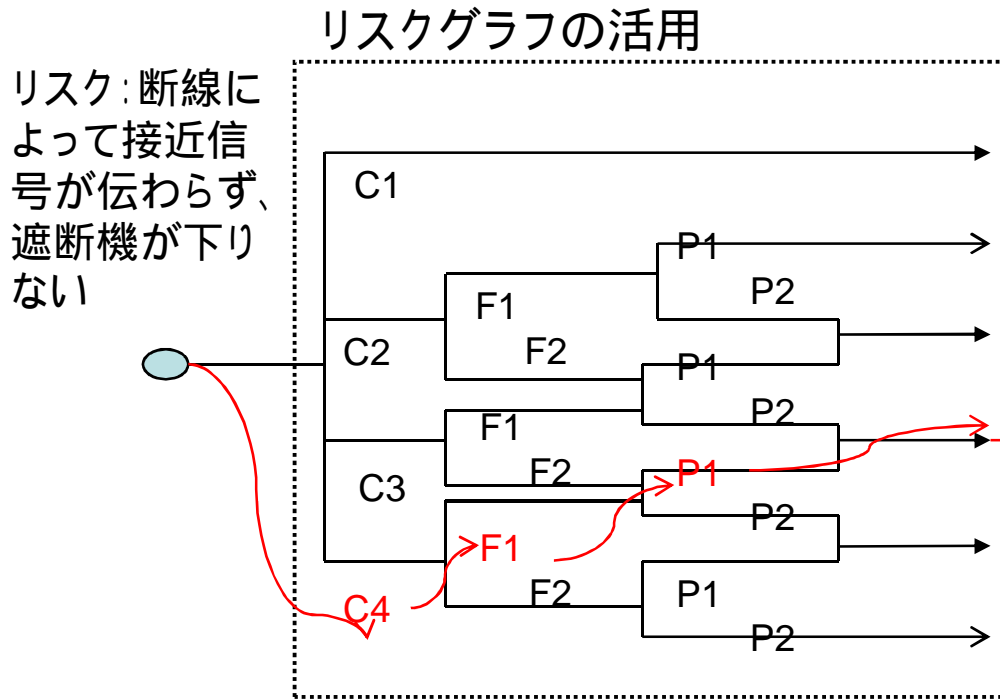 リスクグラフの活用
リスク:断線に
よって接近信
号が伝わらず、
遮断機が下り
ない
C1
P1
P2
F1
C2
F2
P1
P2
F1
C3
F2
P1
P2
F1
C4
F2
P1
P2